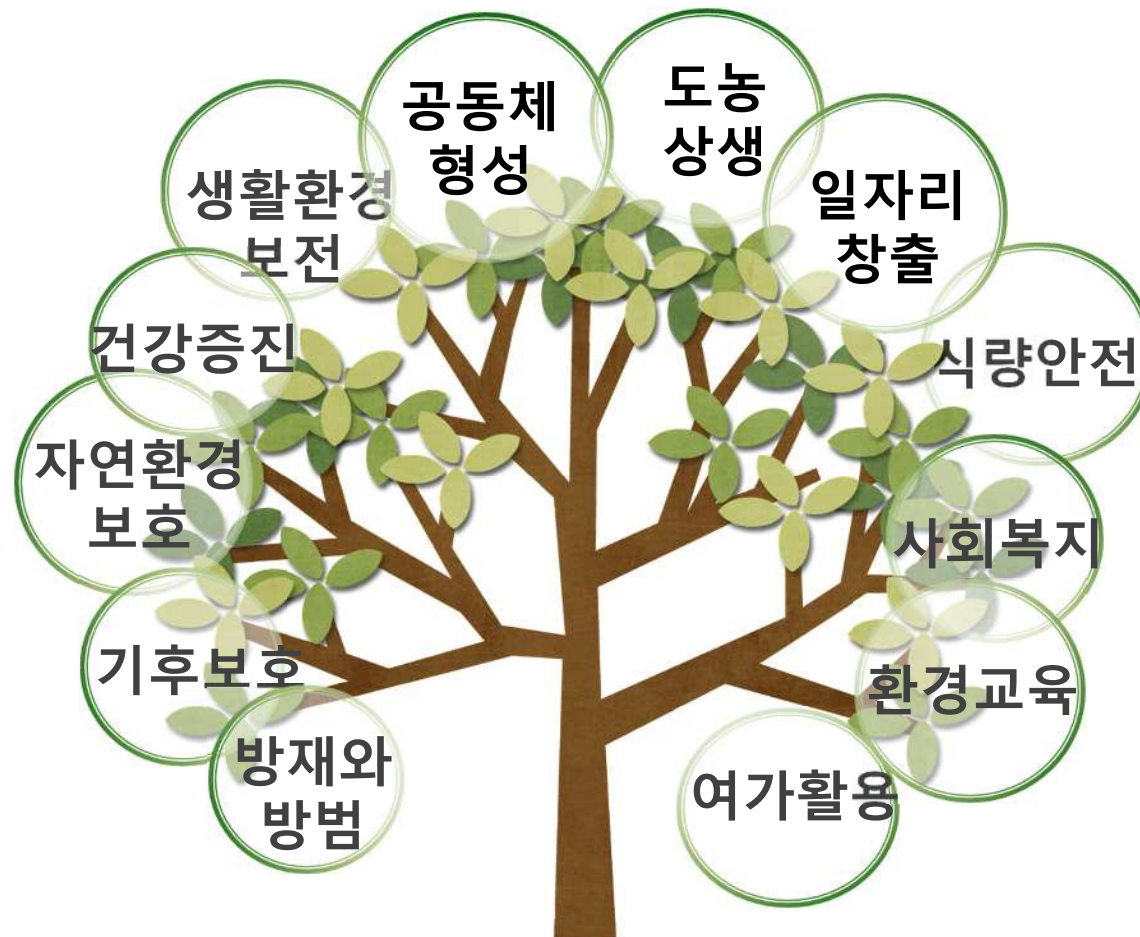 공동체
형성
도농
상생
생활환경
보전
일자리
창출
건강증진
식량안전
자연환경
보호
사회복지
기후보호
환경교육
방재와
방범
여가활용